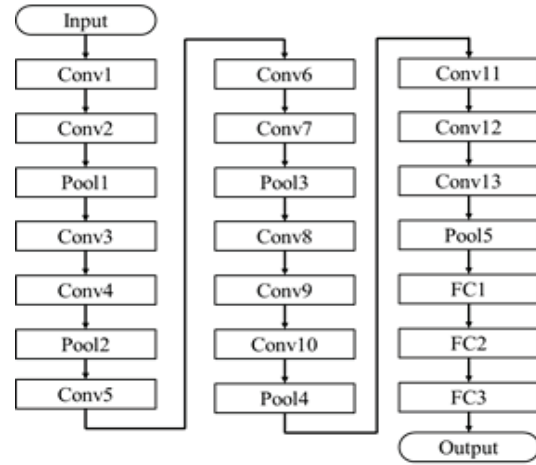 Input
Conv1
Conv2
Pool1
Conv3
Conv4
Pool2
Conv5
Conv6
Conv7
Pool3
Conv8
Conv9
Conv10
Pool4
Conv11
Conv12
Conv13
Pool5
FC1
FC2
FC3
Output